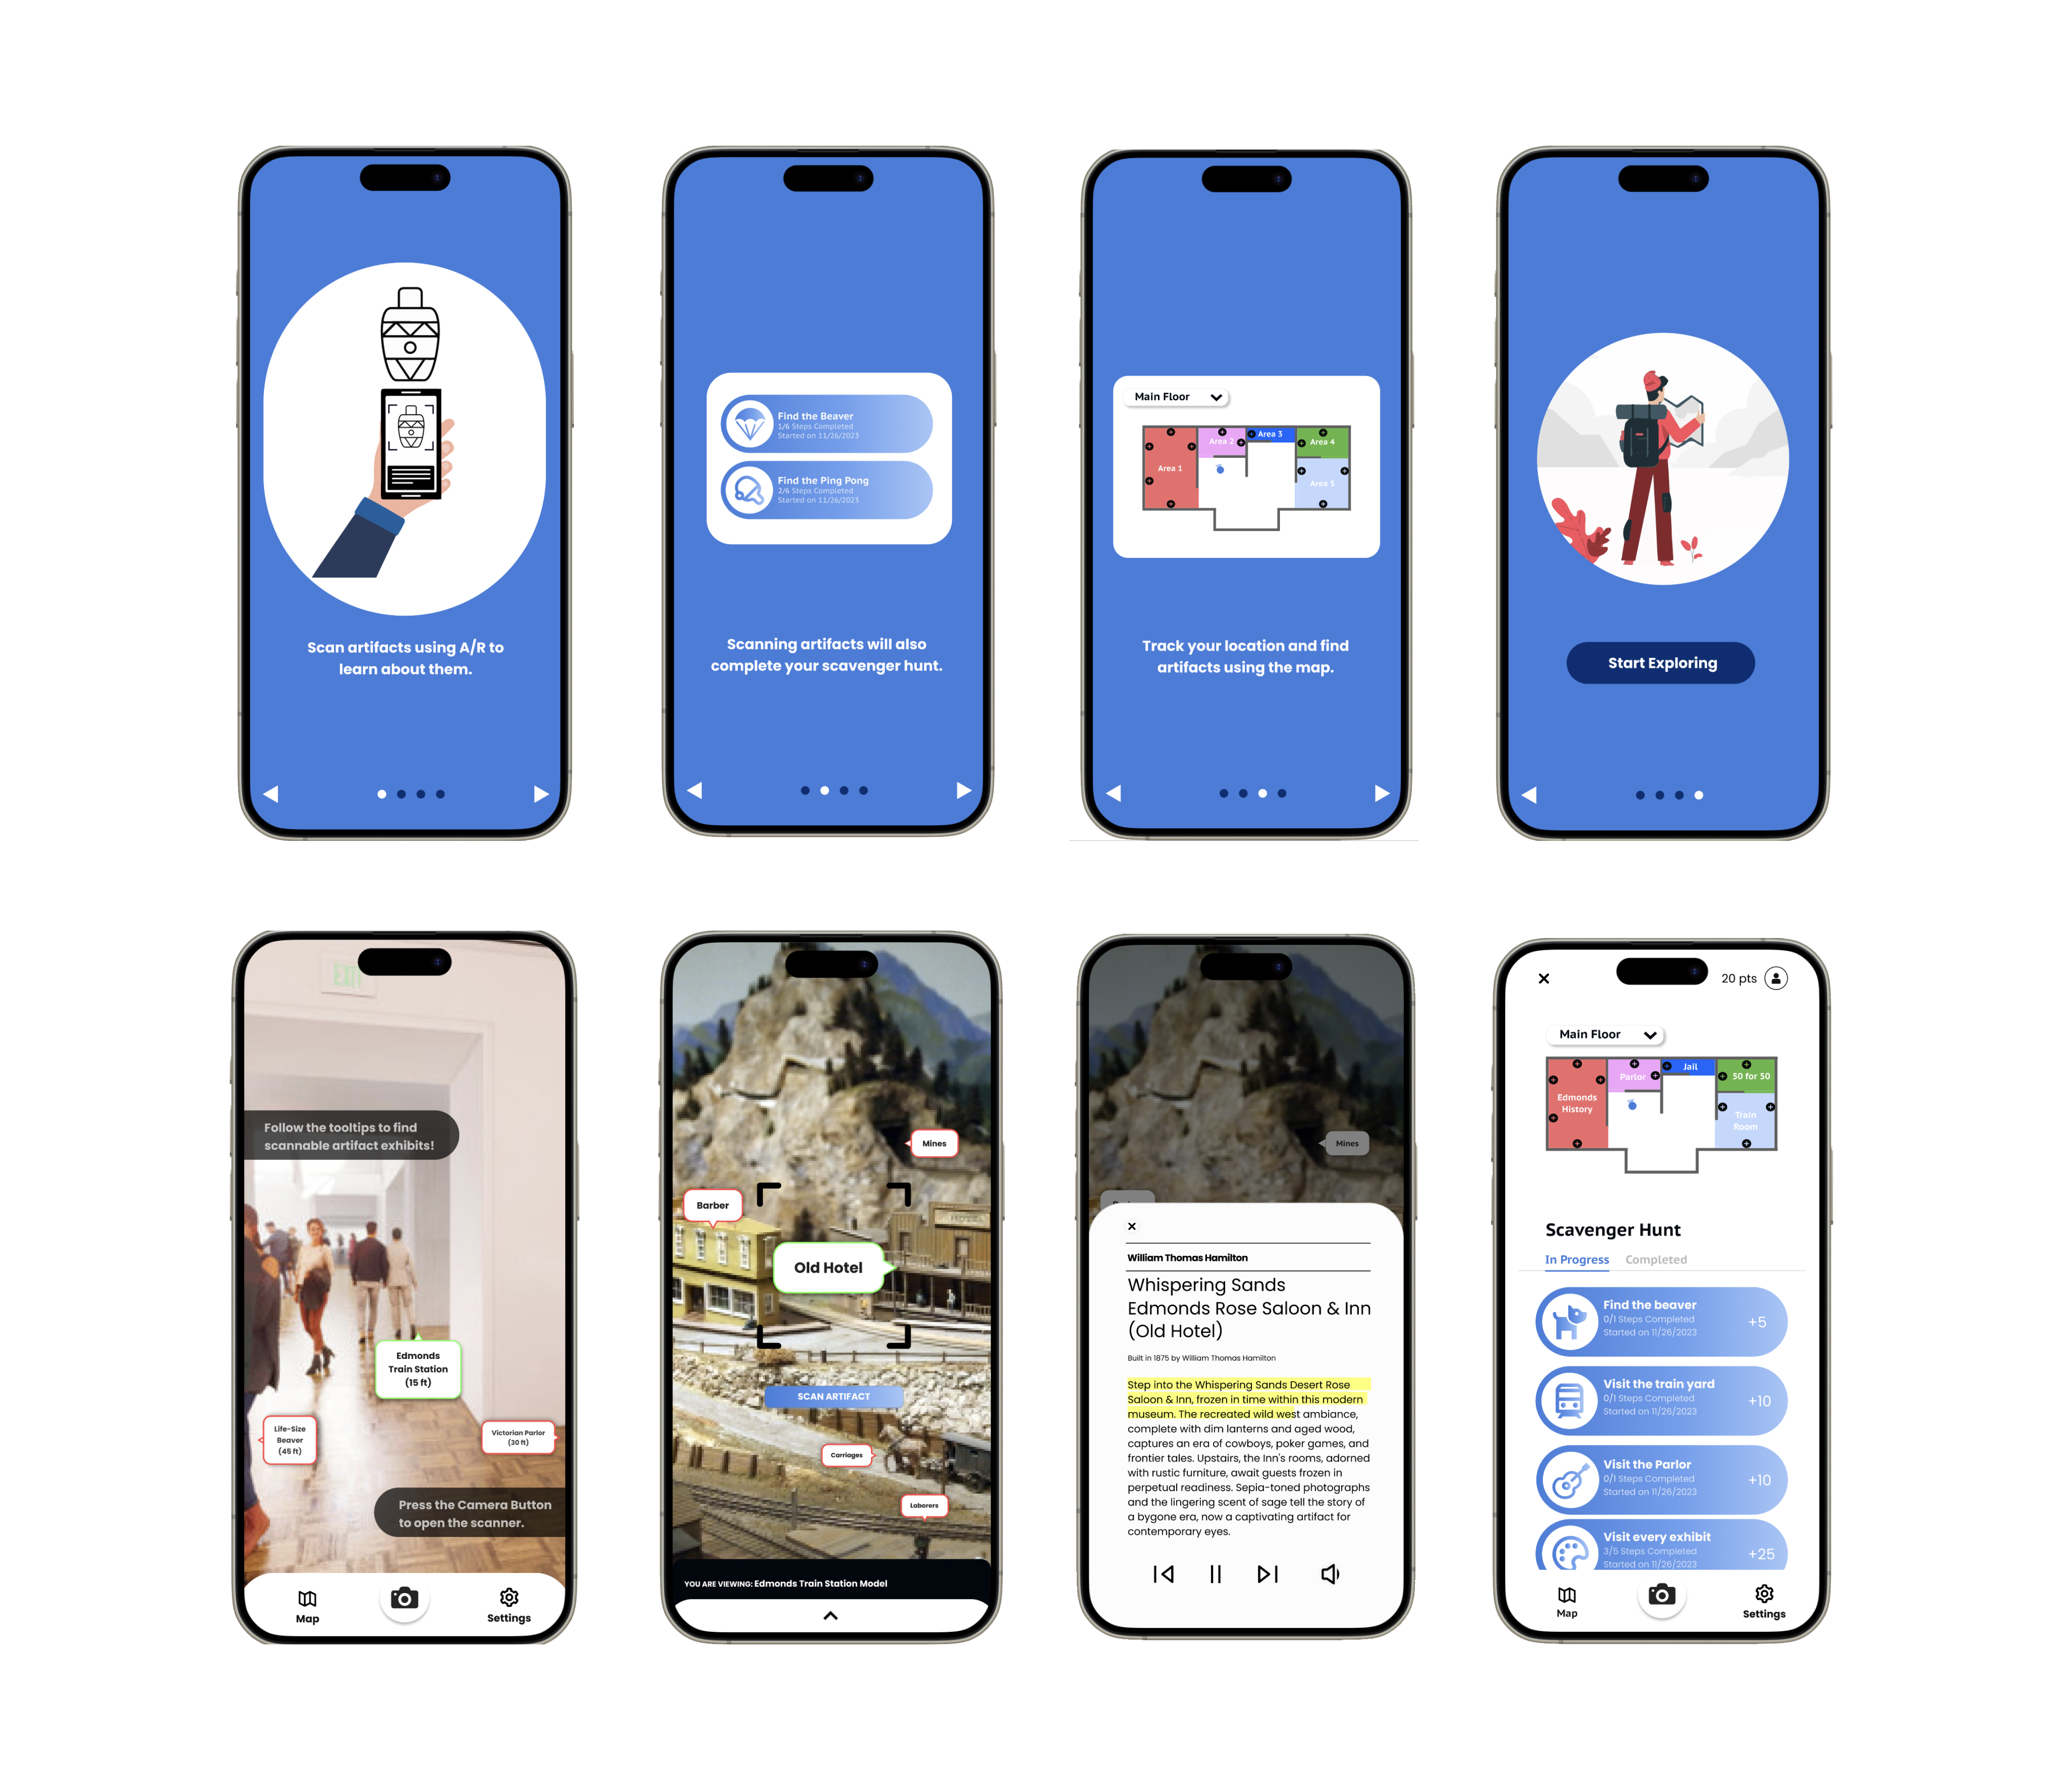 Scan artifacts using A/R to
learn about them.
Find the Beaver
1/6 Steps Completed
Started on 11/26/2023
Find the Ping Pong
2/6 Steps Completed
Started on 11/26/2023
Scanning artifacts will also
complete your scavenger hunt.
Main Floor
Area 1
Area 2
Area 3
Area 4
Area 5
Track your location and find
artifacts using the map.
Start Exploring
EXIT
Follow the tooltips to find
scannable artifact exhibits!
Edmonds
Train Station
(15 ft)
Life-Size
Beaver
(45 ft)
Victorian Parlor
(30 ft)
Press the Camera Button
to open the scanner.
Map
Settings
Mines
Barber
Old Hotel
SCAN ARTIFACT
Carriages
Laborers
YOU ARE VIEWING: Edmonds Train Station Model
Mines
William Thomas Hamilton
Whispering Sands
Edmonds Rose Saloon & Inn
(Old Hotel)
Built in 1875 by William Thomas Hamilton
Step into the Whispering Sands Desert Rose
Saloon & Inn, frozen in time within this modern
museum. The recreated wild west ambiance,
complete with dim lanterns and aged wood,
captures an era of cowboys, poker games, and
frontier tales. Upstairs, the Inn's rooms, adorned
with rustic furniture, await guests frozen in
perpetual readiness. Sepia-toned photographs
and the lingering scent of sage tell the story of
a bygone era, now a captivating artifact for
contemporary eyes.
20 pts
Main Floor
Edmonds
History
Parlor
Jail
50 for 50
Train
Room
Scavenger Hunt
In Progress
Completed
Find the beaver
0/1 Steps Completed
Started on 11/26/2023
+5
Visit the train yard
0/1 Steps Completed
Started on 11/26/2023
+10
Visit the Parlor
0/1 Steps Completed
Started on 11/26/2023
+10
Visit every exhibit
3/5 Steps Completed
Started on 11/26/2023
+25
Map
Settings